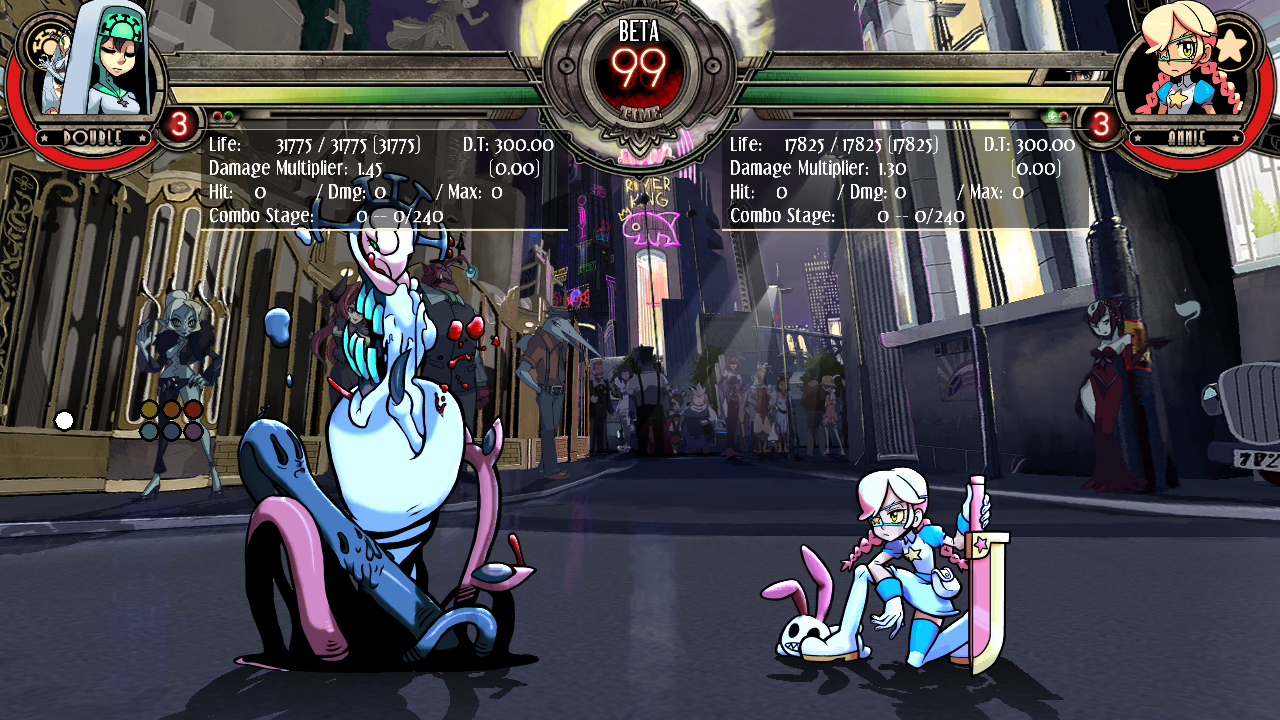 BETA
99
TIME
3
DOUBLE
3
ANNIE
Life: 31775 / 31775 [31775] D.T: 300.00
Damage Multiplier: 1.45 [0.00]
Hit: 0 / Dmg: 0 / Max: 0
Combo Stage: 0 -- 0/240
Life: 17825 / 17825 [17825] D.T: 300.00
Damage Multiplier: 1.30 [0.00]
Hit: 0 / Dmg: 0 / Max: 0
Combo Stage: 0 -- 0/240
RIVER
KING